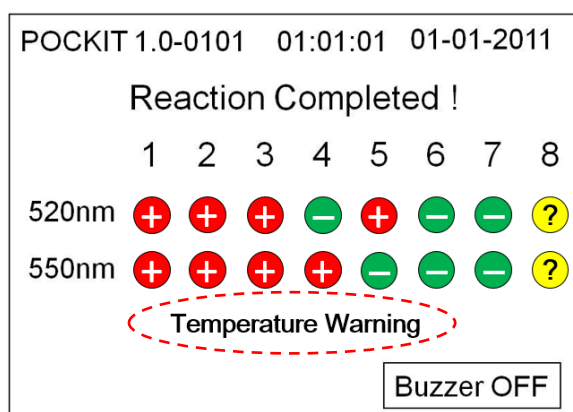 POCKIT 1.0-0101 01:01:01 01-01-2011
Reaction Completed !
1 2 3 4 5 6 7 8
520nm + + + − + − − ?
550nm + + + + − − − ?
Temperature Warning
Buzzer OFF